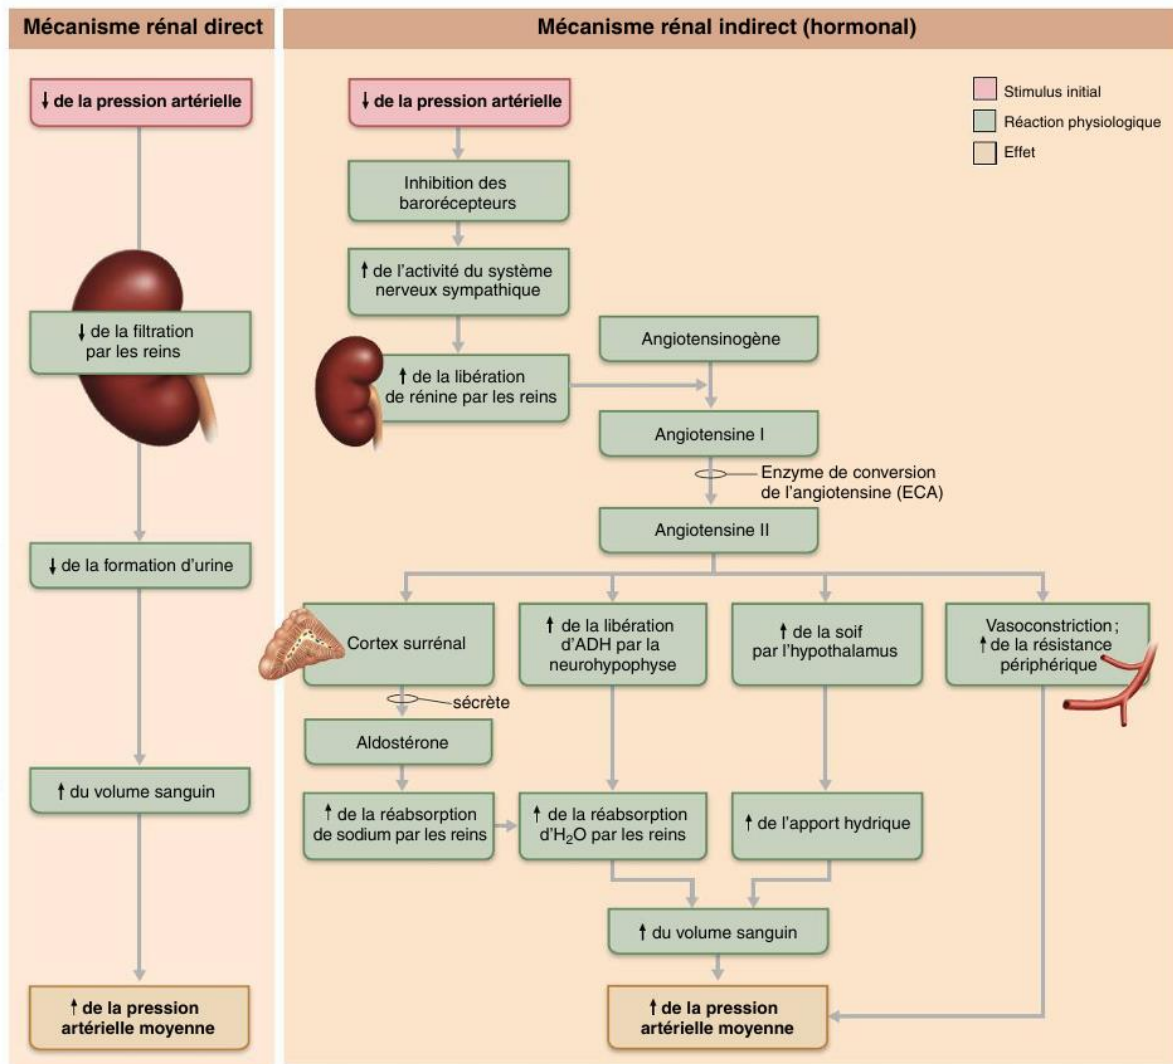 Mécanisme rénal direct
↓ de la pression artérielle
↓ de la filtration
par les reins
↓ de la formation d'urine
↑ du volume sanguin
↑ de la pression
artérielle moyenne
Mécanisme rénal indirect (hormonal)
Stimulus initial
Réaction physiologique
Effet
↓ de la pression artérielle
Inhibition des
barorécepteurs
↑ de l'activité du système
nerveux sympathique
↑ de la libération
de rénine par les reins
Angiotensinogène
Angiotensine I
Enzyme de conversion
de l'angiotensine (ECA)
Angiotensine II
Cortex surrénal
sécrète
Aldostérone
↑ de la réabsorption
de sodium par les reins
↑ de la libération
d'ADH par la
neurohypophyse
↑ de la réabsorption
d'H₂O par les reins
↑ de la soif
par l'hypothalamus
↑ de l'apport hydrique
Vasoconstriction ;
↑ de la résistance
périphérique
↑ du volume sanguin
↑ de la pression
artérielle moyenne